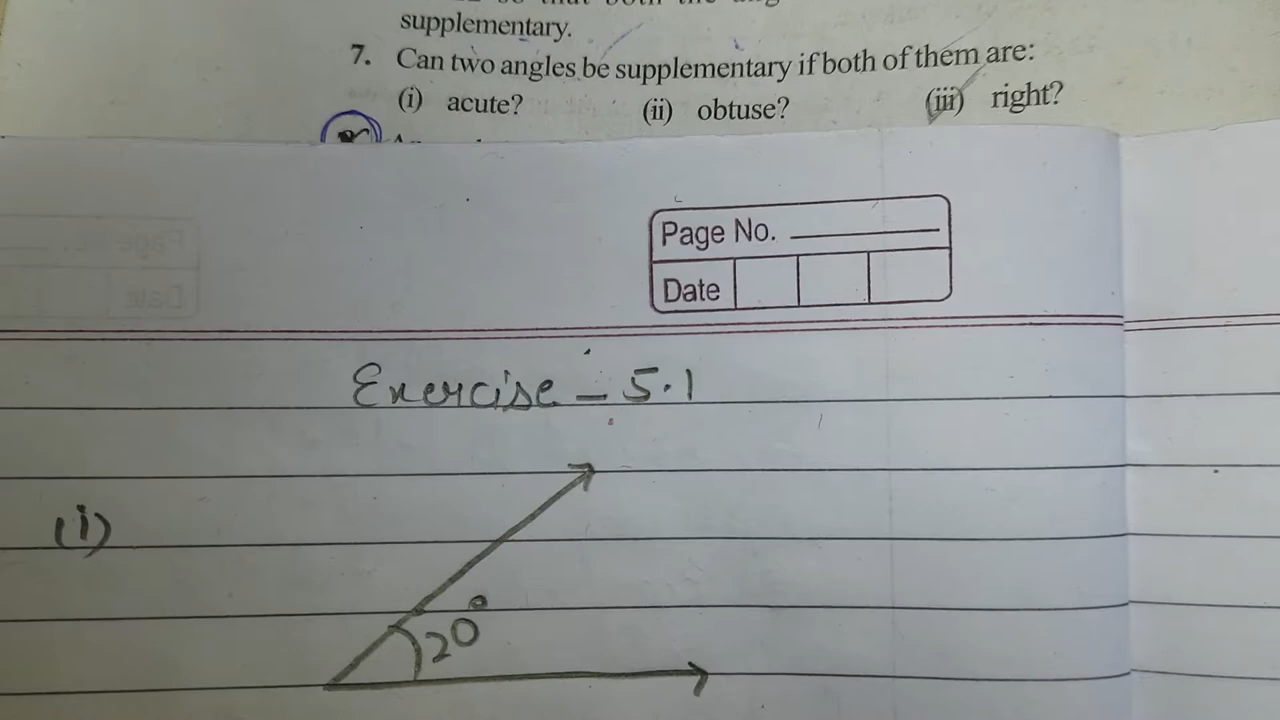 supplementary.
7. Can two angles be supplementary if both of them are:
(i) acute? (ii) obtuse? (iii) right?
Page No.
Date
Exercise – 5.1
(i)
20°